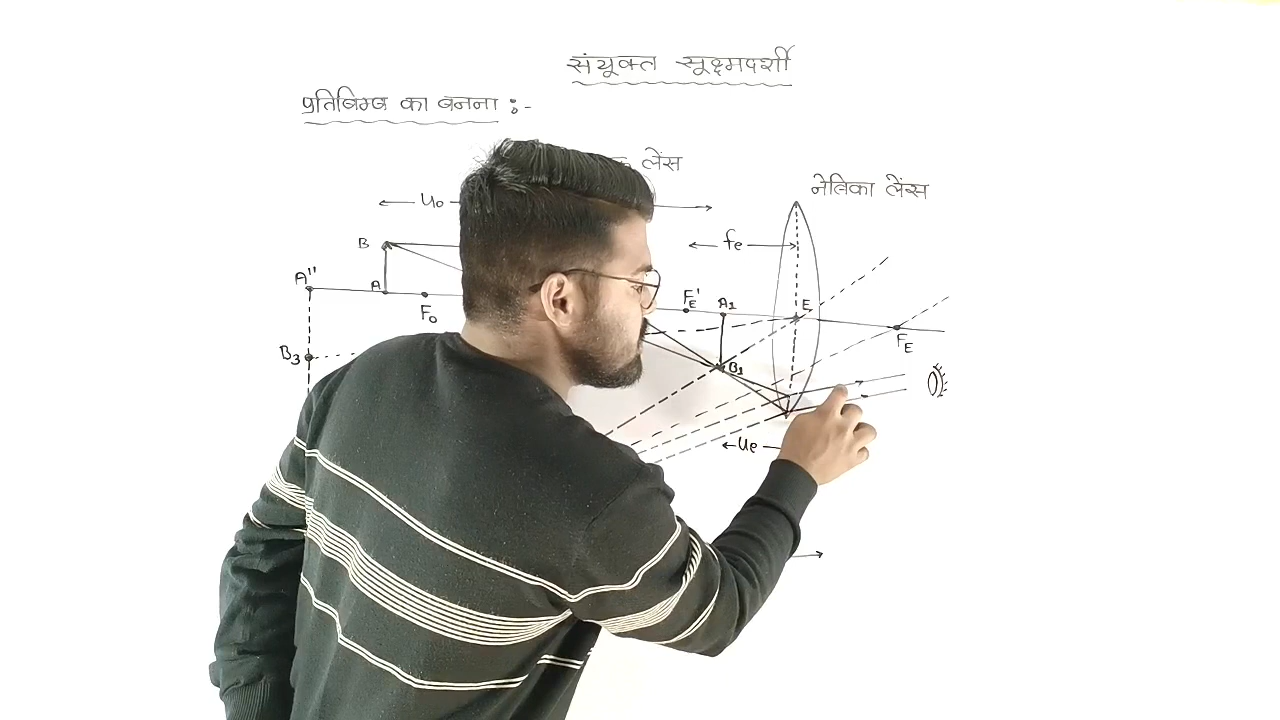 संयुक्त सूक्ष्मदर्शी
प्रतिबिम्ब का बनना :-
लेंस
नेत्रिका लेंस
u₀
fe
B
A"
A
F₀
FE'
A₁
E
FE
B₃
B₁
ue